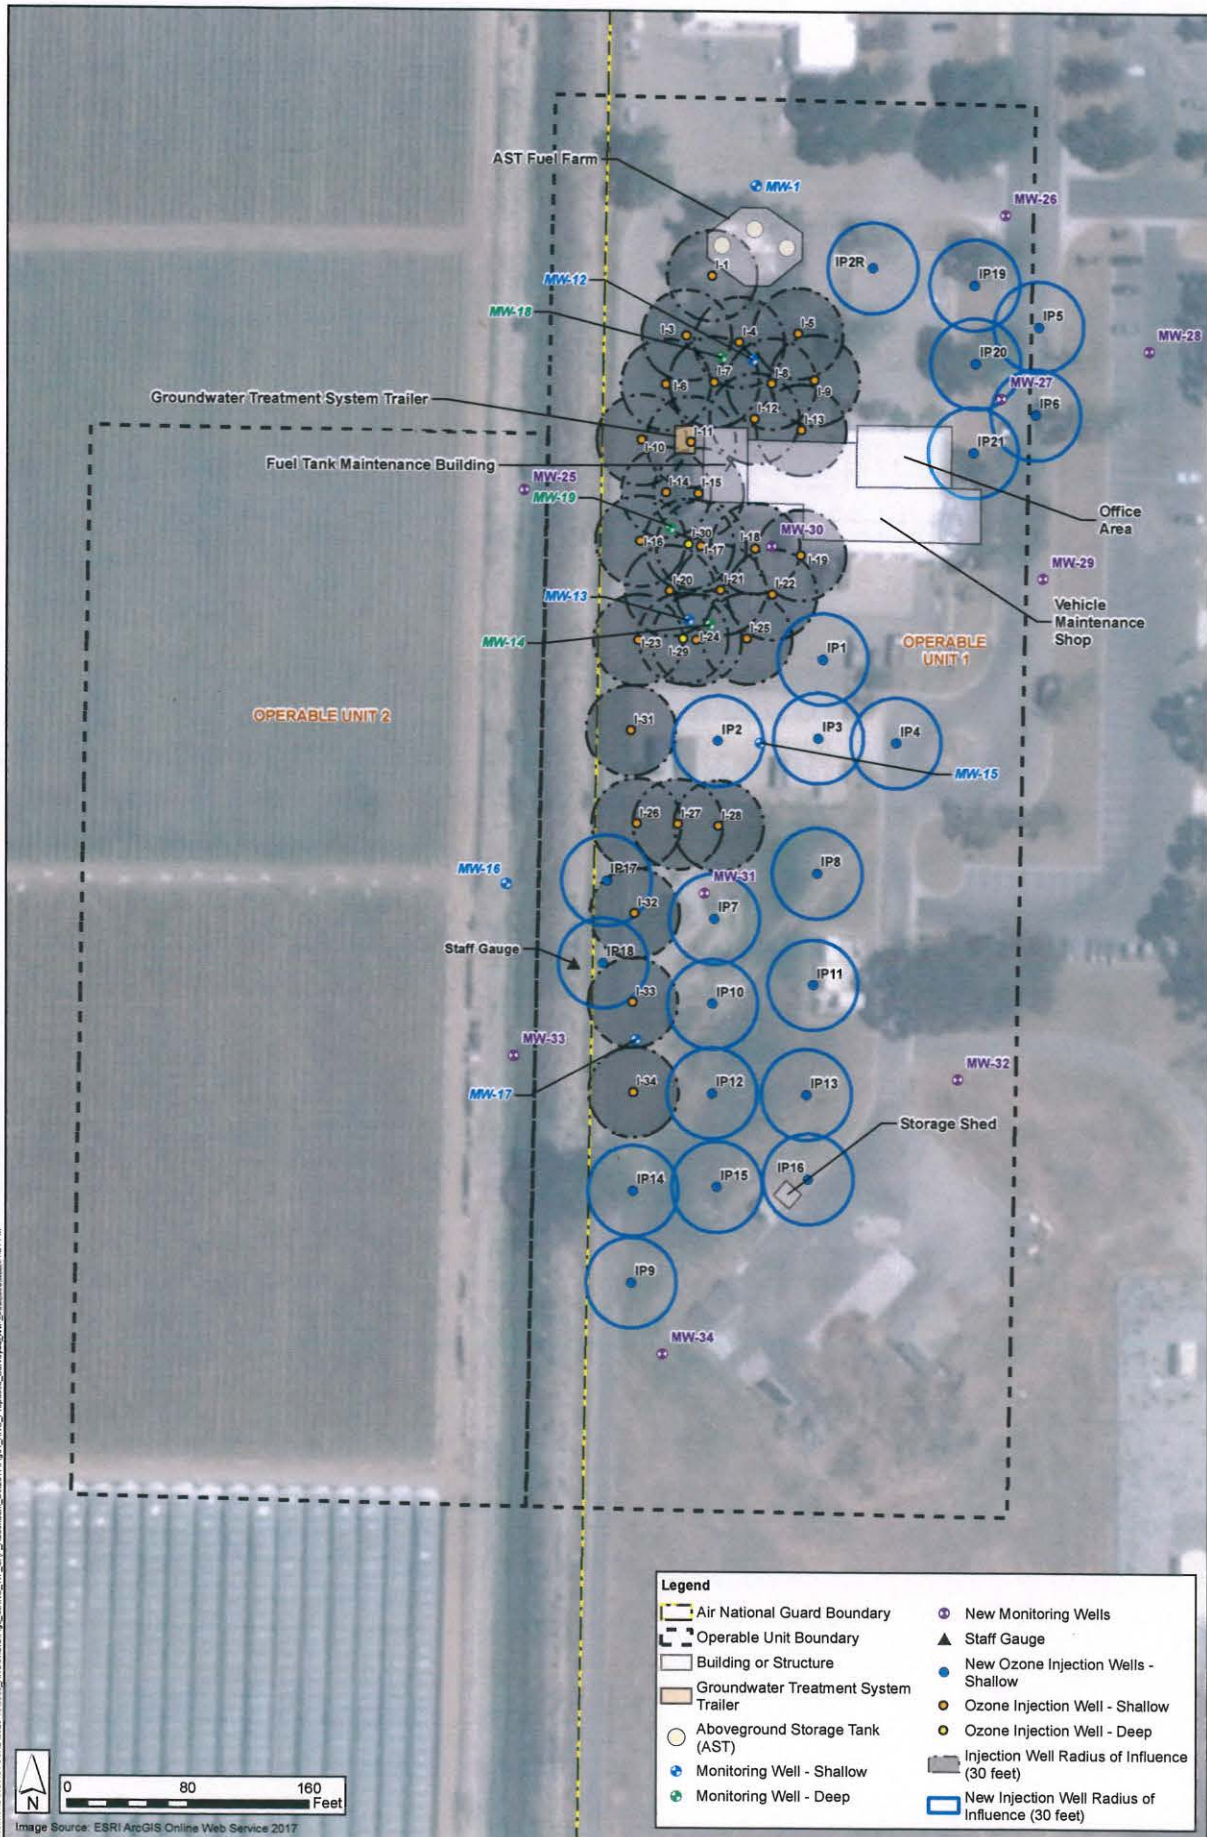 AST Fuel Farm
MW-1
MW-26
I-1
IP2R
IP19
MW-12
IP5
MW-18
I-3
I-4
I-5
MW-28
IP20
I-6
I-7
I-8
I-9
MW-27
IP6
Groundwater Treatment System Trailer
I-12
I-13
I-10
I-11
IP21
Fuel Tank Maintenance Building
MW-25
I-14
I-15
MW-19
Office
Area
I-16
I-30
I-17
I-18
MW-30
I-19
MW-29
MW-13
I-20
I-21
I-22
Vehicle
Maintenance
Shop
MW-14
I-23
I-29
I-24
I-25
IP1
OPERABLE
UNIT 1
OPERABLE UNIT 2
I-31
IP2
IP3
IP4
MW-15
I-26
I-27
I-28
MW-16
IP17
IP8
MW-31
I-32
IP7
Staff Gauge
IP18
IP11
I-33
IP10
MW-33
MW-32
MW-17
I-34
IP12
IP13
Storage Shed
IP14
IP15
IP16
IP9
MW-34
Legend
Air National Guard Boundary
Operable Unit Boundary
Building or Structure
Groundwater Treatment System
Trailer
Aboveground Storage Tank
(AST)
Monitoring Well - Shallow
Monitoring Well - Deep
New Monitoring Wells
Staff Gauge
New Ozone Injection Wells -
Shallow
Ozone Injection Well - Shallow
Ozone Injection Well - Deep
Injection Well Radius of Influence
(30 feet)
New Injection Well Radius of
Influence (30 feet)
N
0 80 160
Feet
Image Source: ESRI ArcGIS Online Web Service 2017